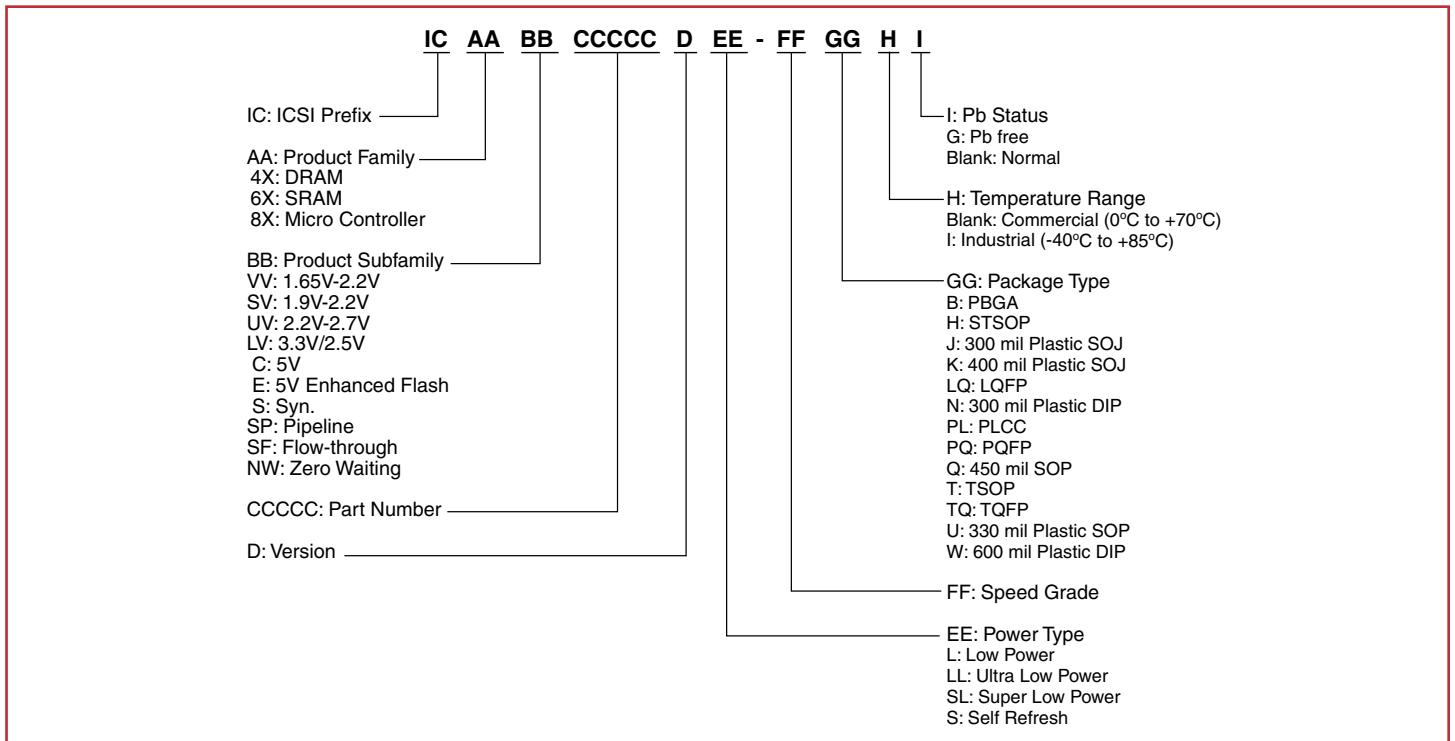 IC AA BB CCCCC D EE - FF GG H I
IC: ICSI Prefix
AA: Product Family
4X: DRAM
6X: SRAM
8X: Micro Controller
BB: Product Subfamily
VV: 1.65V-2.2V
SV: 1.9V-2.2V
UV: 2.2V-2.7V
LV: 3.3V/2.5V
C: 5V
E: 5V Enhanced Flash
S: Syn.
SP: Pipeline
SF: Flow-through
NW: Zero Waiting
CCCCC: Part Number
D: Version
I: Pb Status
G: Pb free
Blank: Normal
H: Temperature Range
Blank: Commercial (0ºC to +70ºC)
I: Industrial (-40ºC to +85ºC)
GG: Package Type
B: PBGA
H: STSOP
J: 300 mil Plastic SOJ
K: 400 mil Plastic SOJ
LQ: LQFP
N: 300 mil Plastic DIP
PL: PLCC
PQ: PQFP
Q: 450 mil SOP
T: TSOP
TQ: TQFP
U: 330 mil Plastic SOP
W: 600 mil Plastic DIP
FF: Speed Grade
EE: Power Type
L: Low Power
LL: Ultra Low Power
SL: Super Low Power
S: Self Refresh